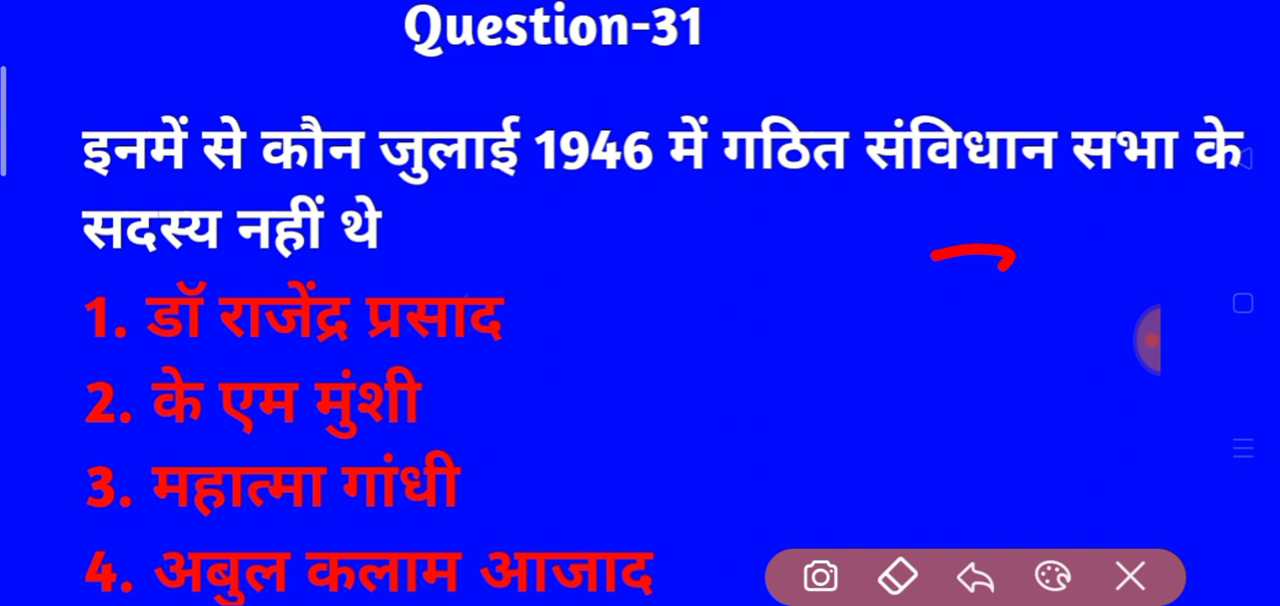 Question-31
इनमें से कौन जुलाई 1946 में गठित संविधान सभा के
सदस्य नहीं थे
1. डॉ राजेंद्र प्रसाद
2. के एम मुंशी
3. महात्मा गांधी
4. अबुल कलाम आजाद